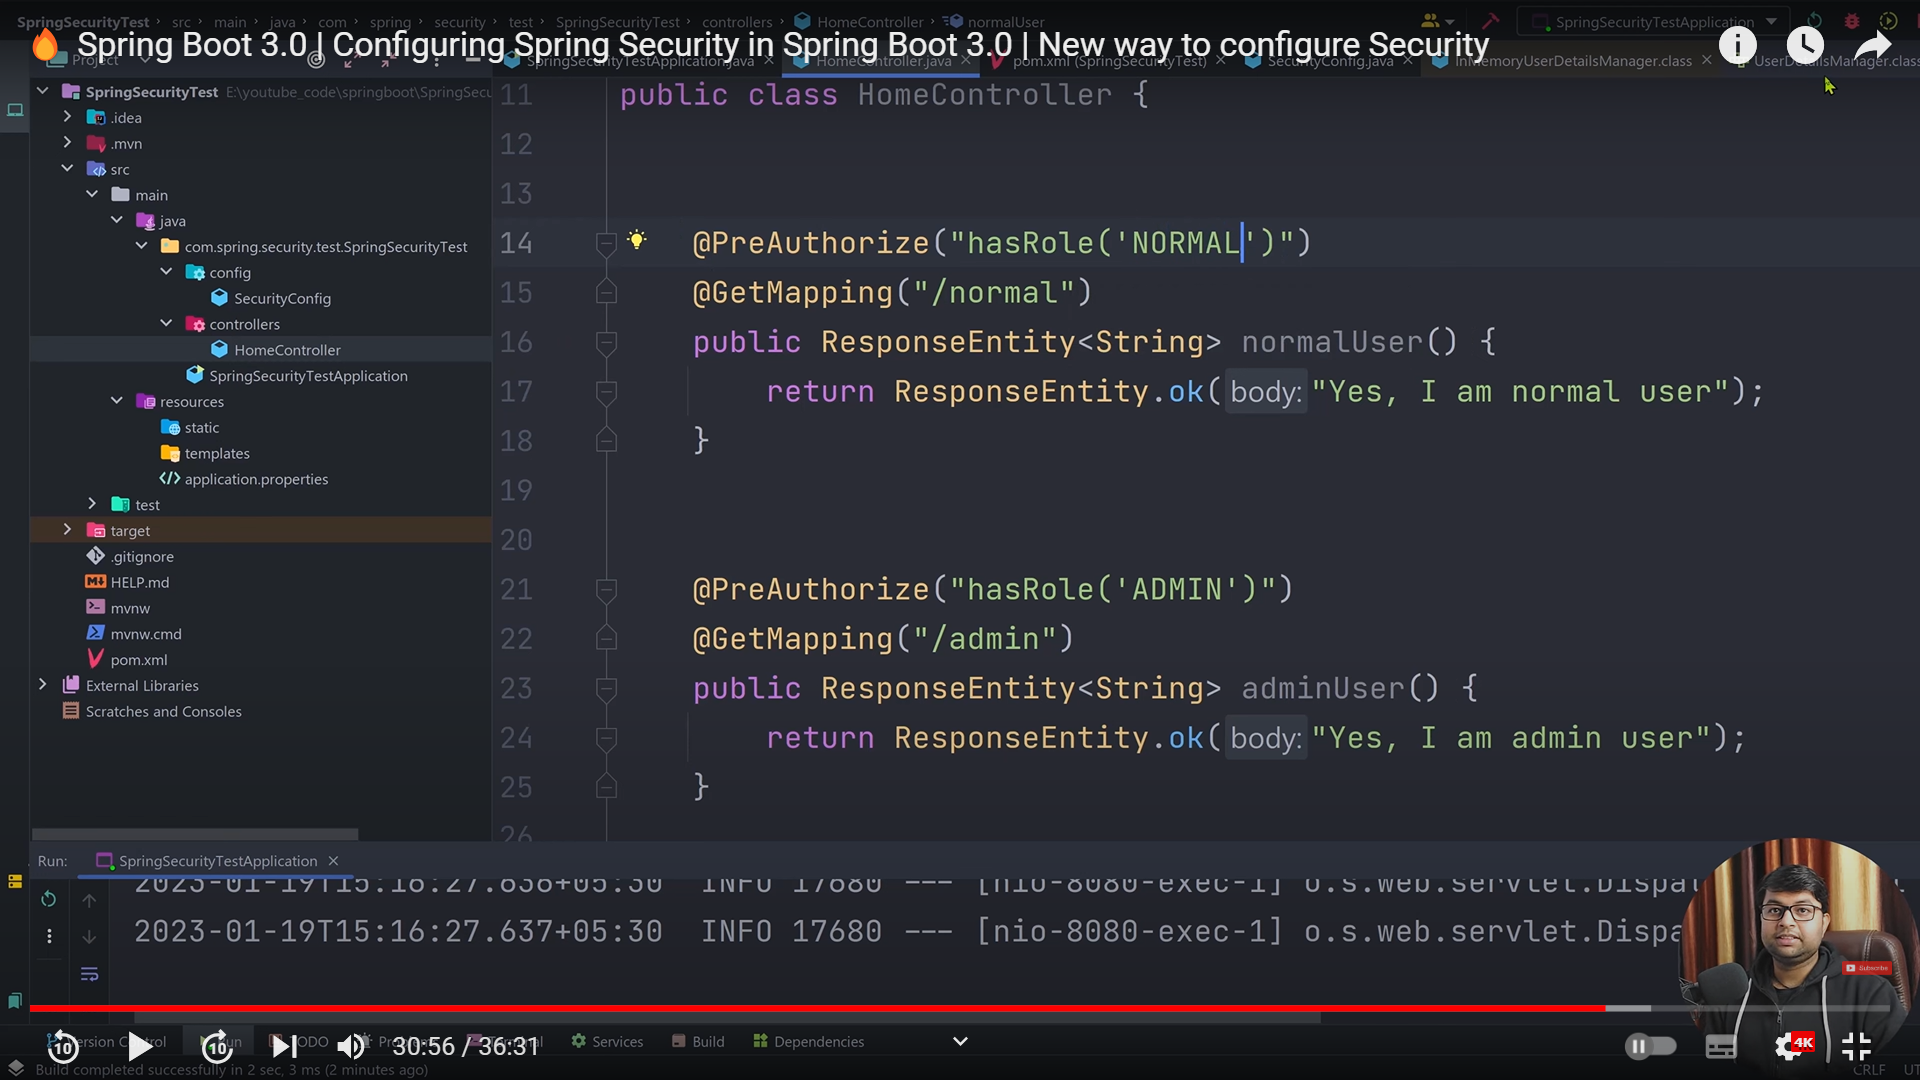 SpringSecurityTest › src › main › java › com › spring › security › test › SpringSecurityTest › controllers › HomeController › normalUser
SpringSecurityTestApplication
Spring Boot 3.0 | Configuring Spring Security in Spring Boot 3.0 | New way to configure Security
Project
SpringSecurityTestApplication.java
HomeController.java
pom.xml (SpringSecurityTest)
SecurityConfig.java
InMemoryUserDetailsManager.class
UserDetailsManager.class
SpringSecurityTest E:\youtube_code\springboot\SpringSecu
.idea
.mvn
src
main
java
com.spring.security.test.SpringSecurityTest
config
SecurityConfig
controllers
HomeController
SpringSecurityTestApplication
resources
static
templates
application.properties
test
target
.gitignore
HELP.md
mvnw
mvnw.cmd
pom.xml
External Libraries
Scratches and Consoles
11 public class HomeController {
12
13
14 @PreAuthorize("hasRole('NORMAL')")
15 @GetMapping("/normal")
16 public ResponseEntity<String> normalUser() {
17 return ResponseEntity.ok( body: "Yes, I am normal user");
18 }
19
20
21 @PreAuthorize("hasRole('ADMIN')")
22 @GetMapping("/admin")
23 public ResponseEntity<String> adminUser() {
24 return ResponseEntity.ok( body: "Yes, I am admin user");
25 }
26
Run: SpringSecurityTestApplication
2023-01-19T15:16:27.636+05:30 INFO 17680 --- [nio-8080-exec-1] o.s.web.servlet.Dispa
2023-01-19T15:16:27.637+05:30 INFO 17680 --- [nio-8080-exec-1] o.s.web.servlet.Dispa
Subscribe
10
10
30:56 / 36:31
TODO
Services
Build
Dependencies
4K
Build completed successfully in 2 sec, 3 ms (2 minutes ago)
CRLF